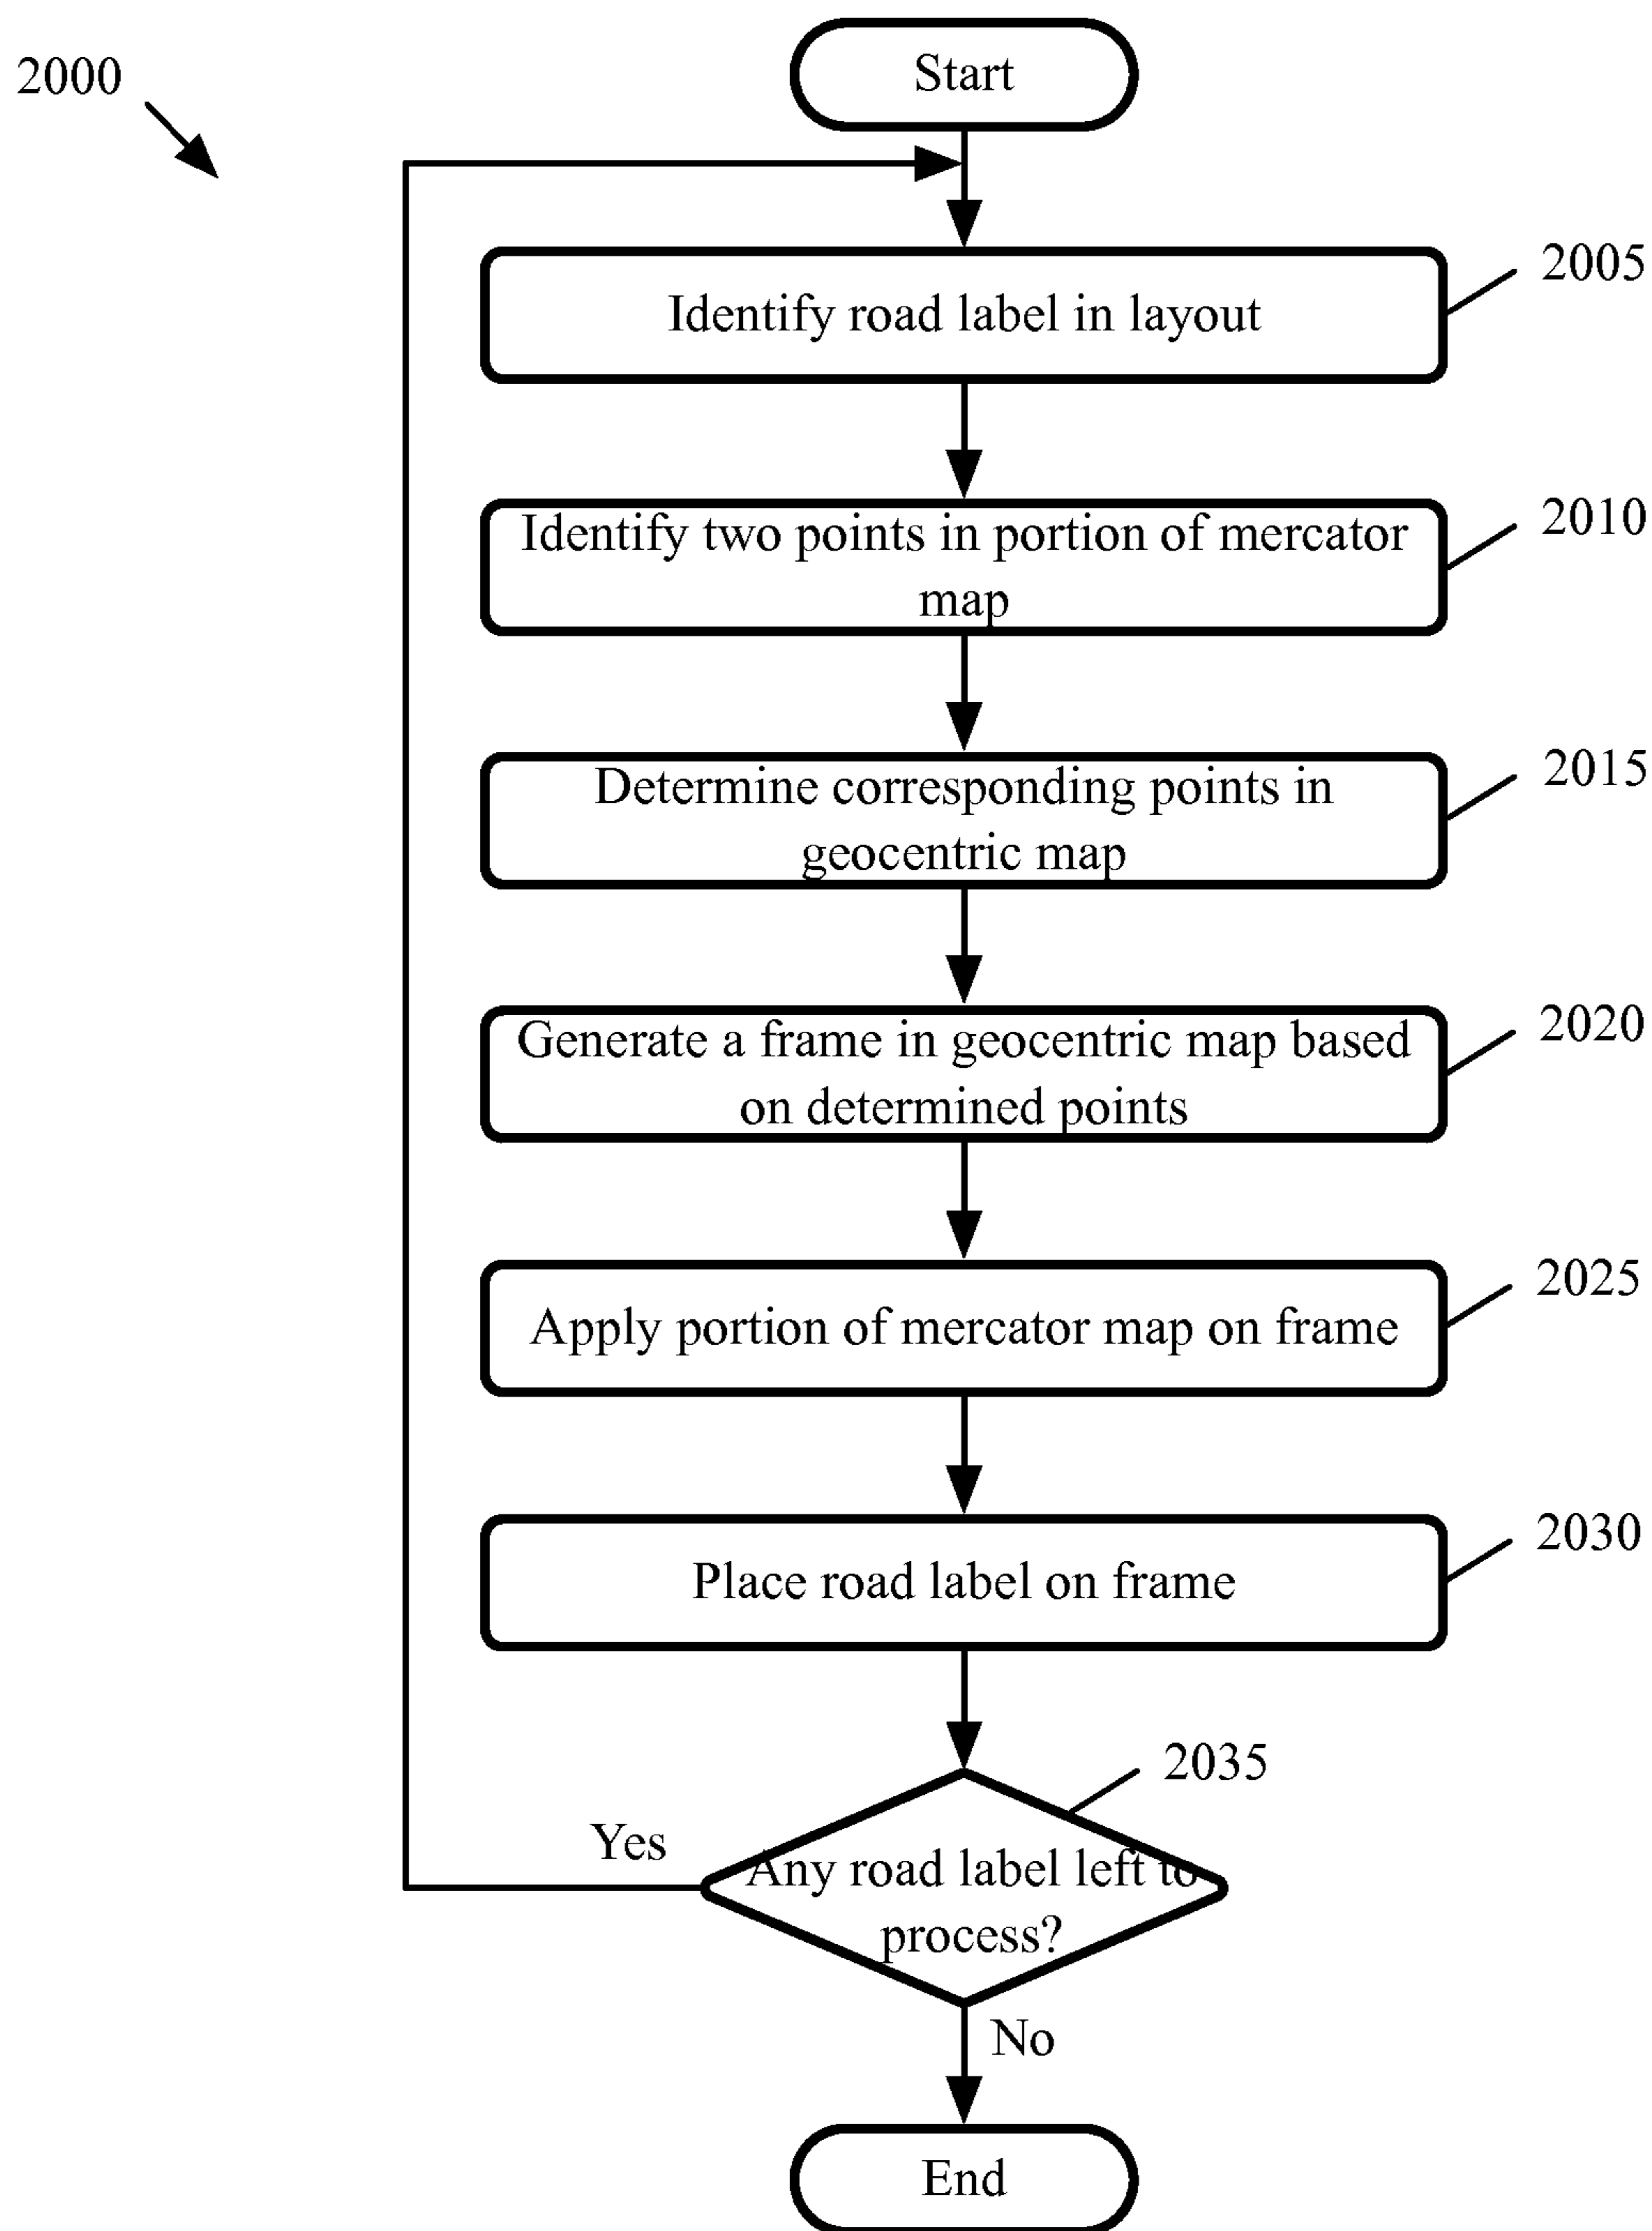 2000
Start
2005
Identify road label in layout
2010
Identify two points in portion of mercator
map
2015
Determine corresponding points in
geocentric map
2020
Generate a frame in geocentric map based
on determined points
2025
Apply portion of mercator map on frame
2030
Place road label on frame
2035
Yes
Any road label left to
process?
No
End